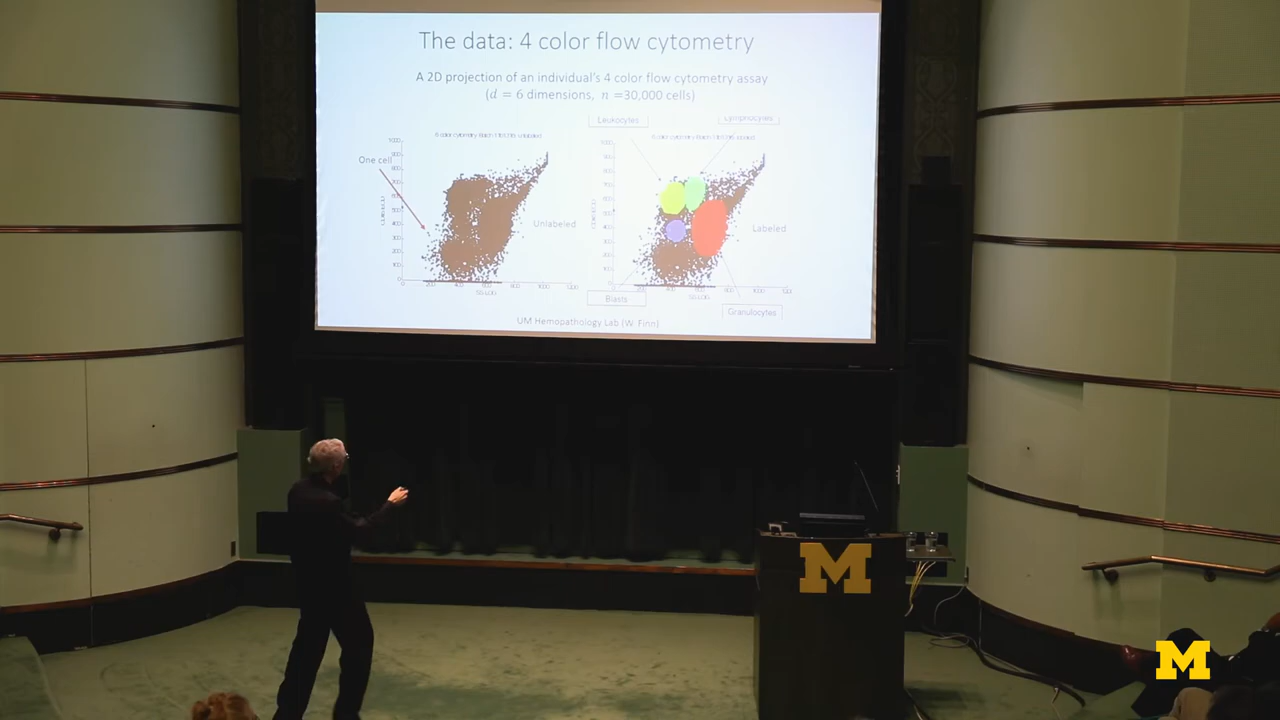 The data: 4 color flow cytometry
A 2D projection of an individual's 4 color flow cytometry assay
(d = 6 dimensions, n =30,000 cells)
Leukocytes
Lymphocytes
One cell
Unlabeled
Labeled
Blasts
Granulocytes
UM Hemopathology Lab (W. Finn)
M
M